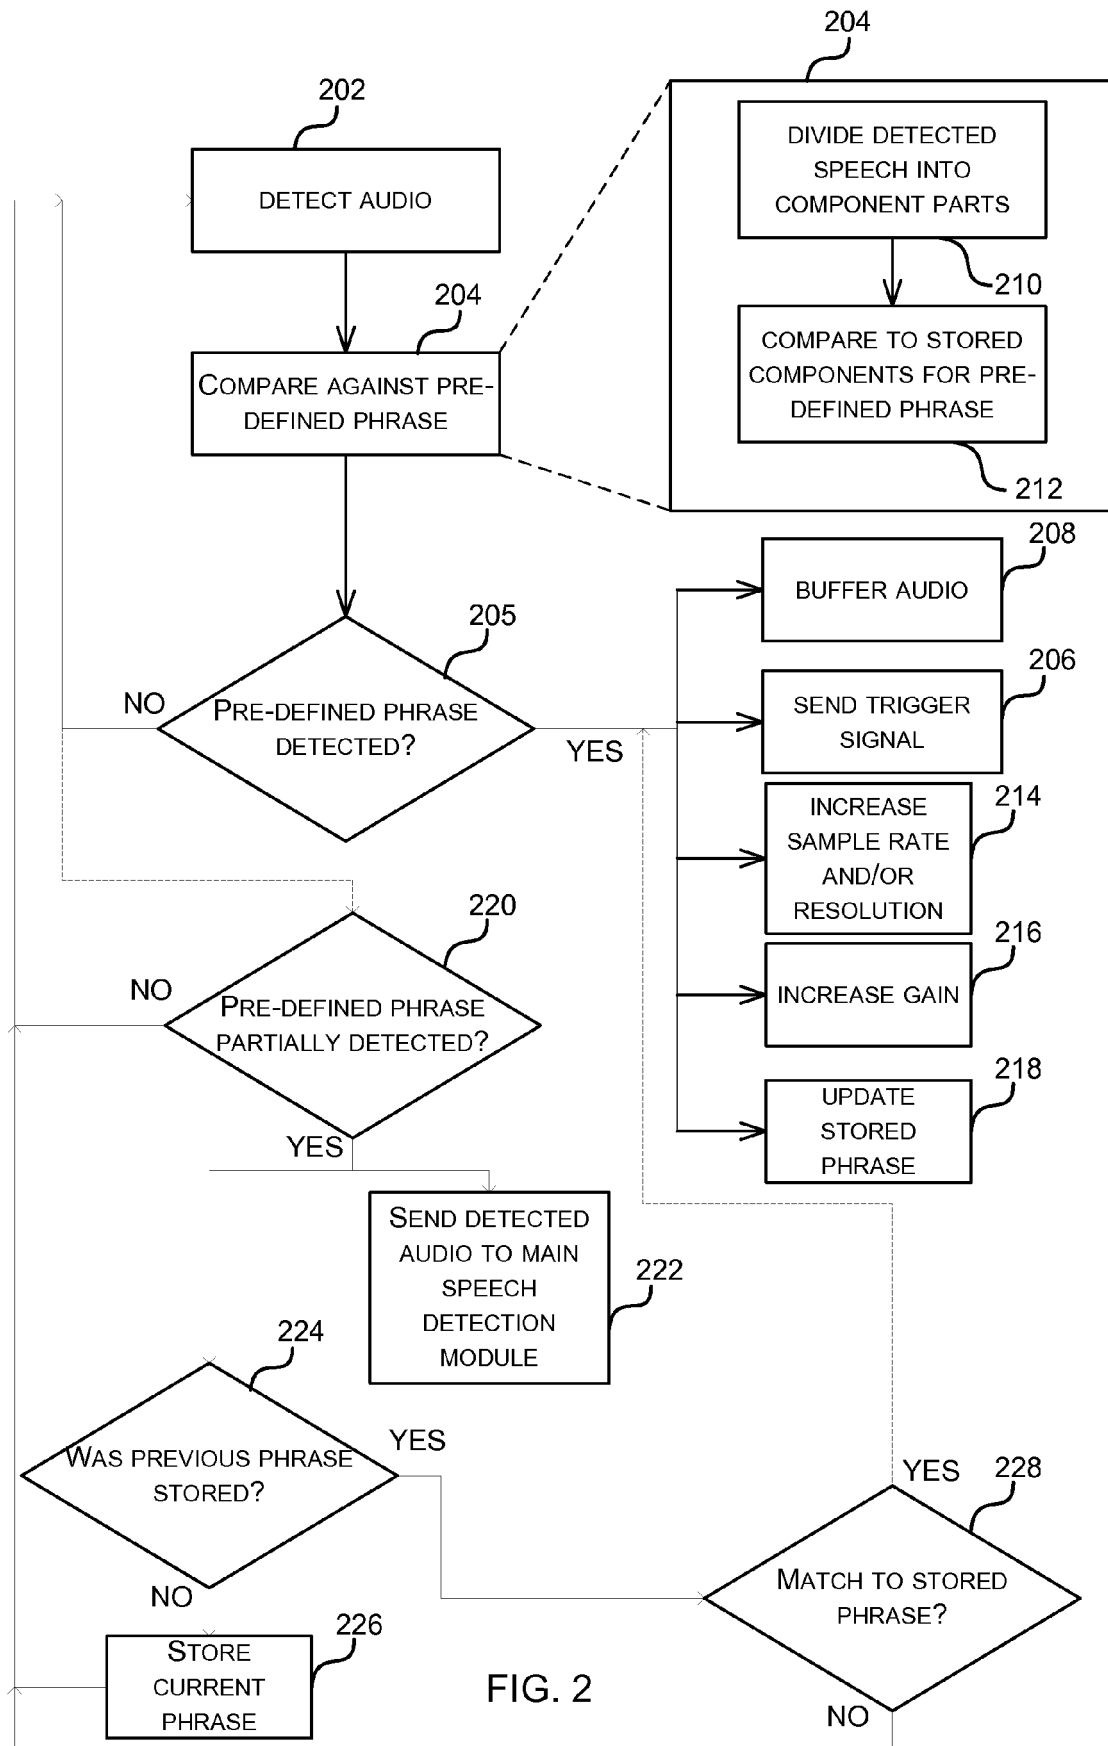 204
DIVIDE DETECTED
SPEECH INTO
COMPONENT PARTS
210
COMPARE TO STORED
COMPONENTS FOR PRE-
DEFINED PHRASE
212
202
DETECT AUDIO
204
COMPARE AGAINST PRE-
DEFINED PHRASE
205
PRE-DEFINED PHRASE
DETECTED?
NO
YES
208
BUFFER AUDIO
206
SEND TRIGGER
SIGNAL
214
INCREASE
SAMPLE RATE
AND/OR
RESOLUTION
216
INCREASE GAIN
218
UPDATE
STORED
PHRASE
220
NO
PRE-DEFINED PHRASE
PARTIALLY DETECTED?
YES
SEND DETECTED
AUDIO TO MAIN
SPEECH
DETECTION
MODULE
222
224
WAS PREVIOUS PHRASE
STORED?
YES
NO
226
STORE
CURRENT
PHRASE
YES
228
MATCH TO STORED
PHRASE?
NO
FIG. 2